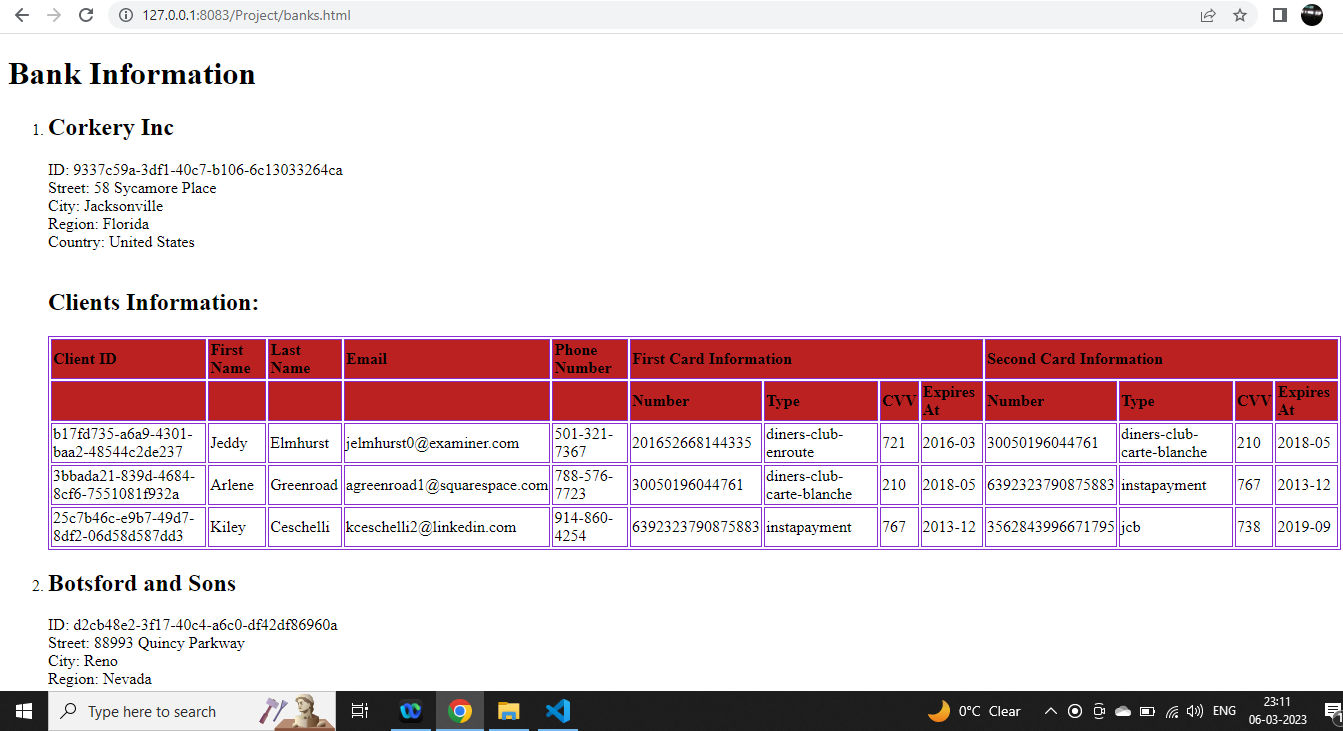 127.0.0.1:8083/Project/banks.html
Bank Information
1. Corkery Inc
ID: 9337c59a-3df1-40c7-b106-6c13033264ca
Street: 58 Sycamore Place
City: Jacksonville
Region: Florida
Country: United States
Clients Information:
Client ID First Name Last Name Email Phone Number First Card Information Second Card Information
Number Type CVV Expires At Number Type CVV Expires At
b17fd735-a6a9-4301-baa2-48544c2de237 Jeddy Elmhurst jelmhurst0@examiner.com 501-321-7367 201652668144335 diners-club-enroute 721 2016-03 30050196044761 diners-club-carte-blanche 210 2018-05
3bbada21-839d-4684-8cf6-7551081f932a Arlene Greenroad agreenroad1@squarespace.com 788-576-7723 30050196044761 diners-club-carte-blanche 210 2018-05 6392323790875883 instapayment 767 2013-12
25c7b46c-e9b7-49d7-8df2-06d58d587dd3 Kiley Ceschelli kceschelli2@linkedin.com 914-860-4254 6392323790875883 instapayment 767 2013-12 3562843996671795 jcb 738 2019-09
2. Botsford and Sons
ID: d2cb48e2-3f17-40c4-a6c0-df42df86960a
Street: 88993 Quincy Parkway
City: Reno
Region: Nevada
Type here to search
0°C Clear
ENG
23:11
06-03-2023